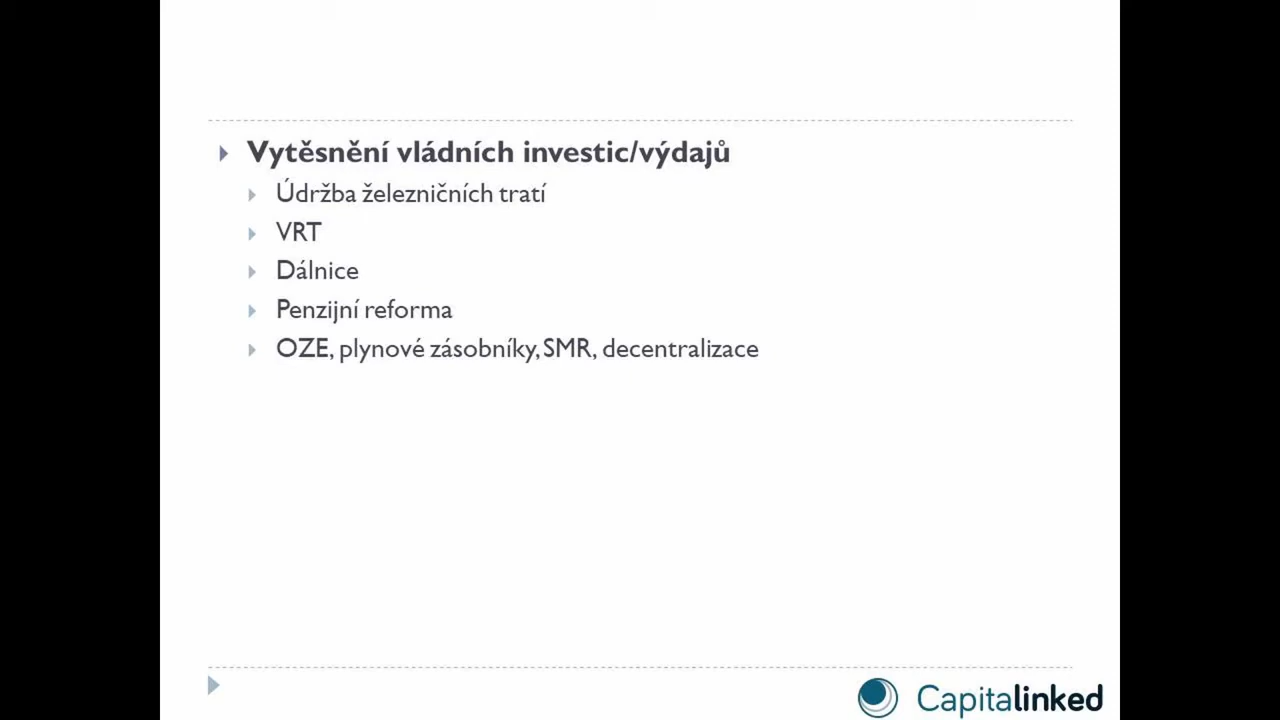 Vytěsnění vládních investic/výdajů
Údržba železničních tratí
VRT
Dálnice
Penzijní reforma
OZE, plynové zásobníky, SMR, decentralizace
Capitalinked